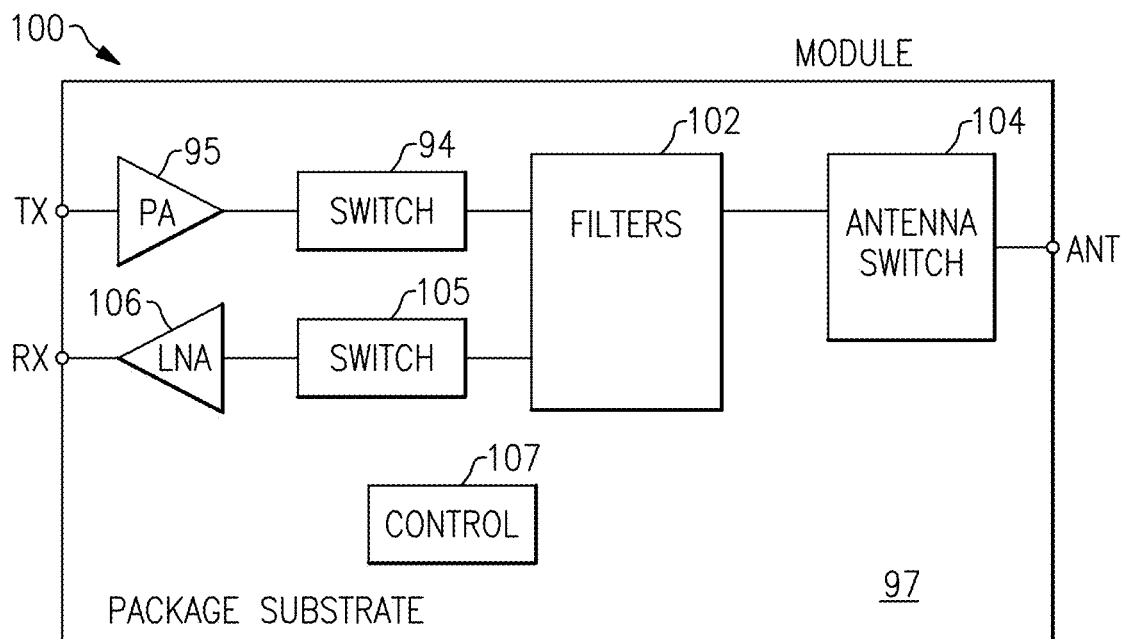 100
MODULE
95
94
102
104
TX
PA
SWITCH
FILTERS
ANTENNA
SWITCH
ANT
106
105
RX
LNA
SWITCH
107
CONTROL
97
PACKAGE SUBSTRATE